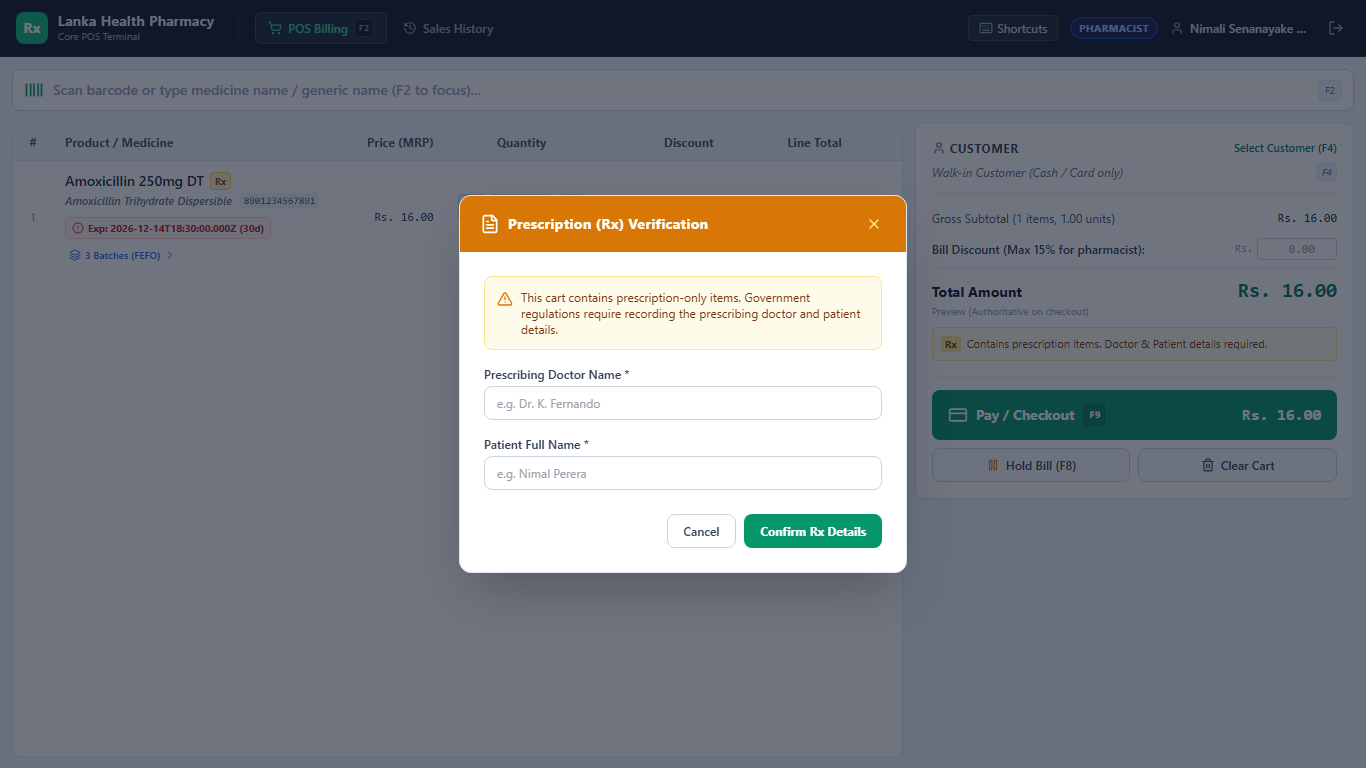 Rx
Lanka Health Pharmacy
Core POS Terminal
POS Billing F2
Sales History
Shortcuts
PHARMACIST
Nimali Senanayake ...
Scan barcode or type medicine name / generic name (F2 to focus)...
F2
# Product / Medicine Price (MRP) Quantity Discount Line Total
1
Amoxicillin 250mg DT Rx
Amoxicillin Trihydrate Dispersible 8901234567891
Exp: 2026-12-14T18:30:00.000Z (30d)
3 Batches (FEFO)
Rs. 16.00
Prescription (Rx) Verification
This cart contains prescription-only items. Government
regulations require recording the prescribing doctor and patient
details.
Prescribing Doctor Name *
e.g. Dr. K. Fernando
Patient Full Name *
e.g. Nimal Perera
Cancel
Confirm Rx Details
CUSTOMER
Select Customer (F4)
Walk-in Customer (Cash / Card only)
F4
Gross Subtotal (1 items, 1.00 units) Rs. 16.00
Bill Discount (Max 15% for pharmacist): Rs. 0.00
Total Amount Rs. 16.00
Preview (Authoritative on checkout)
Rx Contains prescription items. Doctor & Patient details required.
Pay / Checkout F9 Rs. 16.00
Hold Bill (F8)
Clear Cart